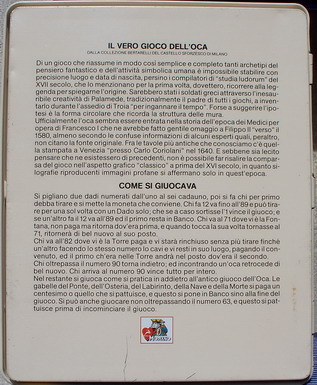 IL VERO GIOCO DELL'OCA
DALLA COLLEZIONE BERTARELLI DEL CASTELLO SFORZESCO DI MILANO
Di un gioco che riassume in modo così semplice e completo tanti archetipi del
pensiero fantastico e dell'attività simbolica umana è impossibile stabilire con
precisione luogo e data di nascita, persino i compilatori di "studia ludorum" del
XVII secolo, che lo menzionano per la prima volta, dovettero, ricorrere alla leg-
genda per spiegarne l'origine. Sarebbero stati i soldati greci attraverso l'inesau-
ribile creatività di Palamede, tradizionalmente il padre di tutti i giochi, a inven-
tarlo durante l'assedio di Troia "per ingannare il tempo". Forse a suggerire l'ipo-
tesi è la forma circolare che ricorda la struttura delle mura.
Ufficialmente l'oca sembra essere entrata nella storia dell'epoca dei Medici per
opera di Francesco I che ne avrebbe fatto gentile omaggio a Filippo II "verso" il
1580, almeno secondo le confuse informazioni di alcuni esperti quali, peraltro,
non citano la fonte originale. Fra le tavole più antiche che conosciamo c'è quel-
la stampata a Venezia "presso Carlo Coriolani" nel 1640. E sebbene sia lecito
pensare che ne esistessero di precedenti, non è possibile far risalire la compar-
sa del gioco nell'aspetto grafico "classico" a prima del XVII secolo, in quanto si-
lografie riproducenti immagini profane si affermano solo in quest'epoca.
COME SI GIUOCAVA
Si pigliano due dadi numerati dall'uno al sei cadauno, poi si fa chi per primo
debba tirare e si mette la moneta che conviene. Chi fa 12 va fino all'89 e può tira-
re per una sol volta con un Dado solo; che se a caso sortisse l'1 vince il giuoco; e
se un'altro fa il 12 va all'89 ed il primo resta in Banco. Chi va al 71 dove vi è la Fon-
tana, non paga ma ritorna dov'era prima, e quando tocca la sua volta tornasse al
71, ritornerà di bel nuovo al suo posto.
Chi va all'82 dove vi è la Torre paga e vi starà rinchiuso senza più tirare finchè
un'altro facendo lo stesso numero lo cavi e vi resti in suo luogo, pagando il con-
venuto, ed il primo ch'era nelle Torre andrà nel posto dov'era il secondo.
Chi oltrepassa il numero 90 torna indietro; ed incontrando un'oca retrocede di
bel nuovo. Chi arriva al numero 90 vince tutto per intero.
Nel restante si giuoca come si pratica in addietro all'antico giuoco dell'Oca. Le
gabelle del Ponte, dell'Osteria, del Labirinto, della Nave e della Morte si paga un
centesimo o quello che si pattuisce, e questo si pone in Banco sino alla fine del
giuoco. Si può anche giuocare non oltrepassando il numero 63, e questo si pat-
tuisce prima di incominciare il giuoco.